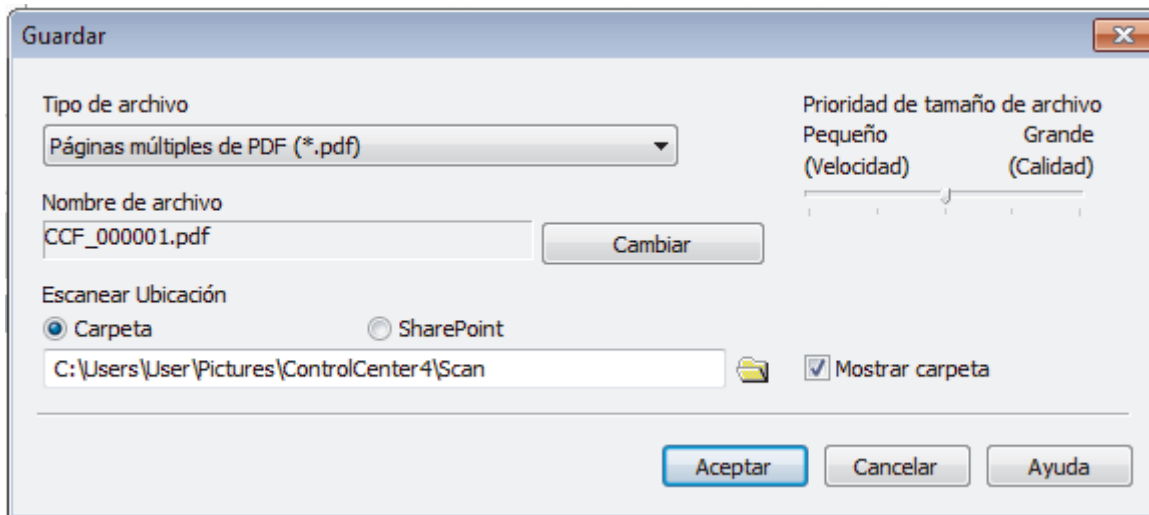 Guardar
Tipo de archivo
Páginas múltiples de PDF (*.pdf)
Prioridad de tamaño de archivo
Pequeño Grande
(Velocidad) (Calidad)
Nombre de archivo
CCF_000001.pdf
Cambiar
Escanear Ubicación
Carpeta SharePoint
C:\Users\User\Pictures\ControlCenter4\Scan
Mostrar carpeta
Aceptar Cancelar Ayuda